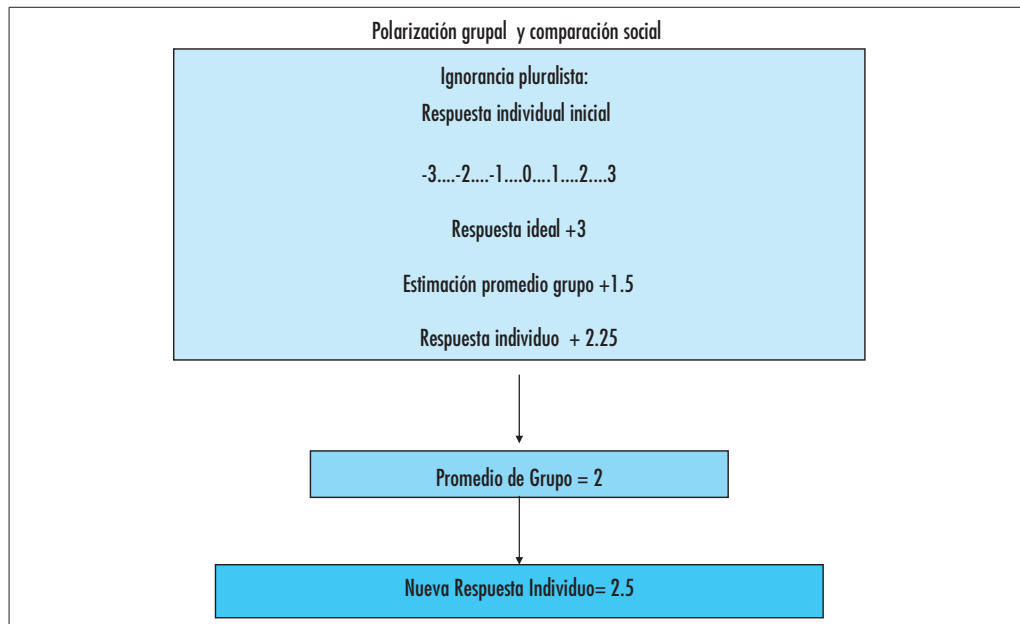 Polarización grupal y comparación social
Ignorancia pluralista:
Respuesta individual inicial
-3....-2....-1....0....1....2....3
Respuesta ideal +3
Estimación promedio grupo +1.5
Respuesta individuo + 2.25
Promedio de Grupo = 2
Nueva Respuesta Individuo= 2.5